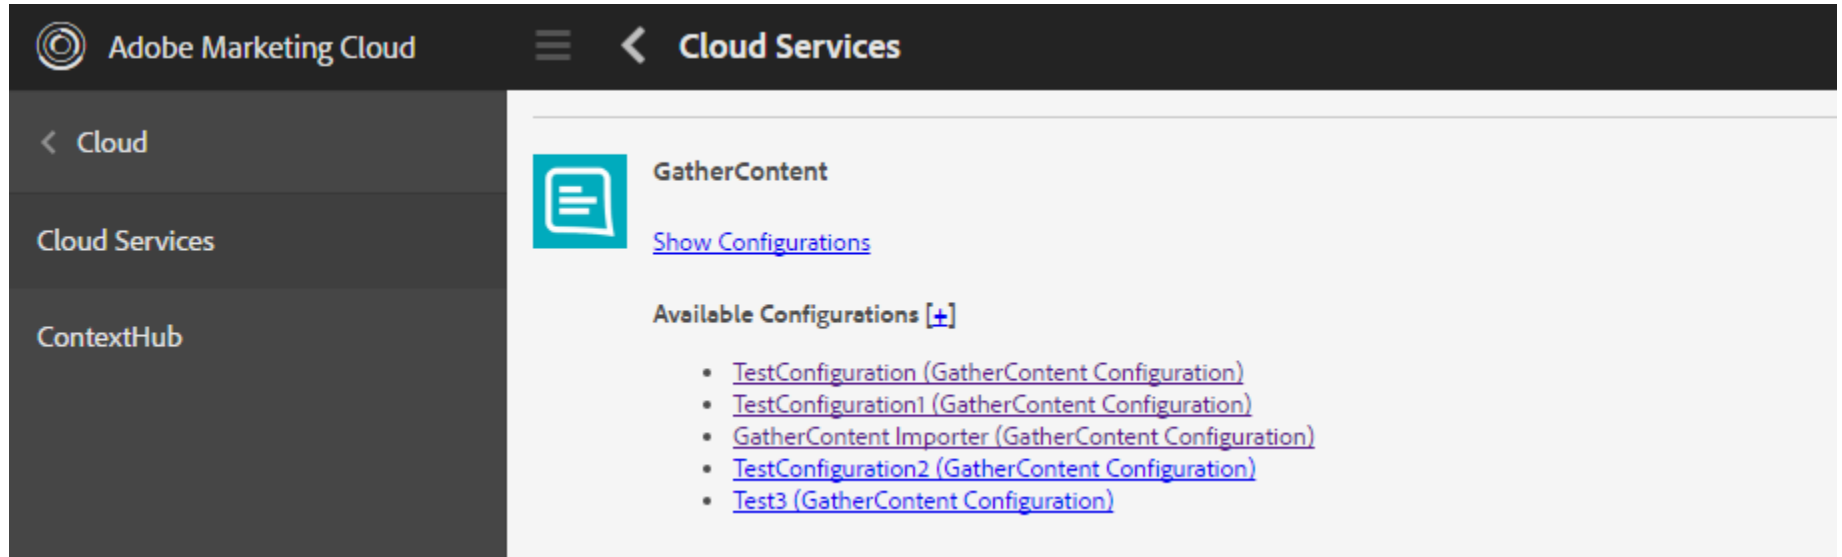 Adobe Marketing Cloud
Cloud Services
Cloud
Cloud Services
ContextHub
GatherContent
Show Configurations
Available Configurations [+]
TestConfiguration (GatherContent Configuration)
TestConfiguration1 (GatherContent Configuration)
GatherContent Importer (GatherContent Configuration)
TestConfiguration2 (GatherContent Configuration)
Test3 (GatherContent Configuration)